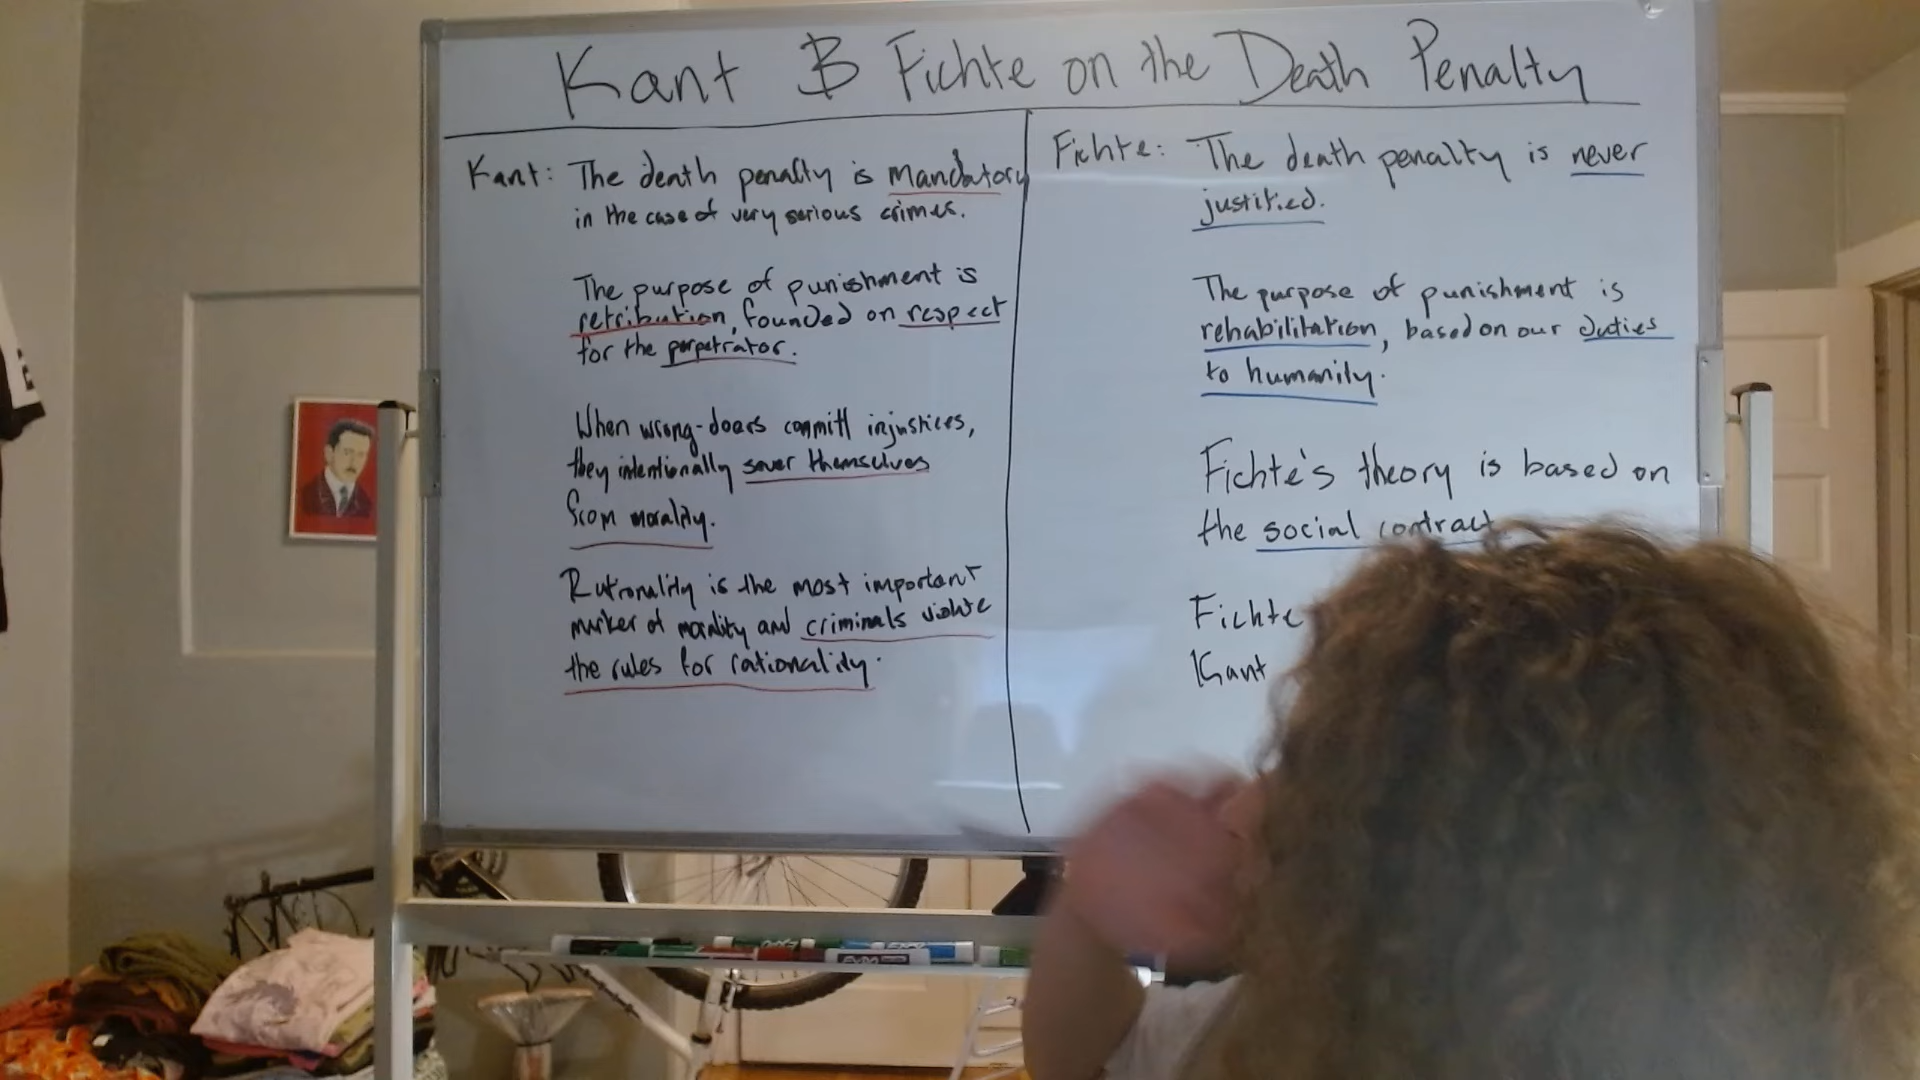 Kant & Fichte on the Death Penalty
Kant: The death penalty is mandatory
in the case of very serious crimes.
The purpose of punishment is
retribution, founded on respect
for the perpetrator.
When wrong-doers committ injustices,
they intentionally sever themselves
from morality.
Rationality is the most important
marker of morality and criminals violate
the rules for rationality.
Fichte: The death penalty is never
justified.
The purpose of punishment is
rehabilitation, based on our duties
to humanity.
Fichte's theory is based on
the social contract
Fichte
Kant
EXPO